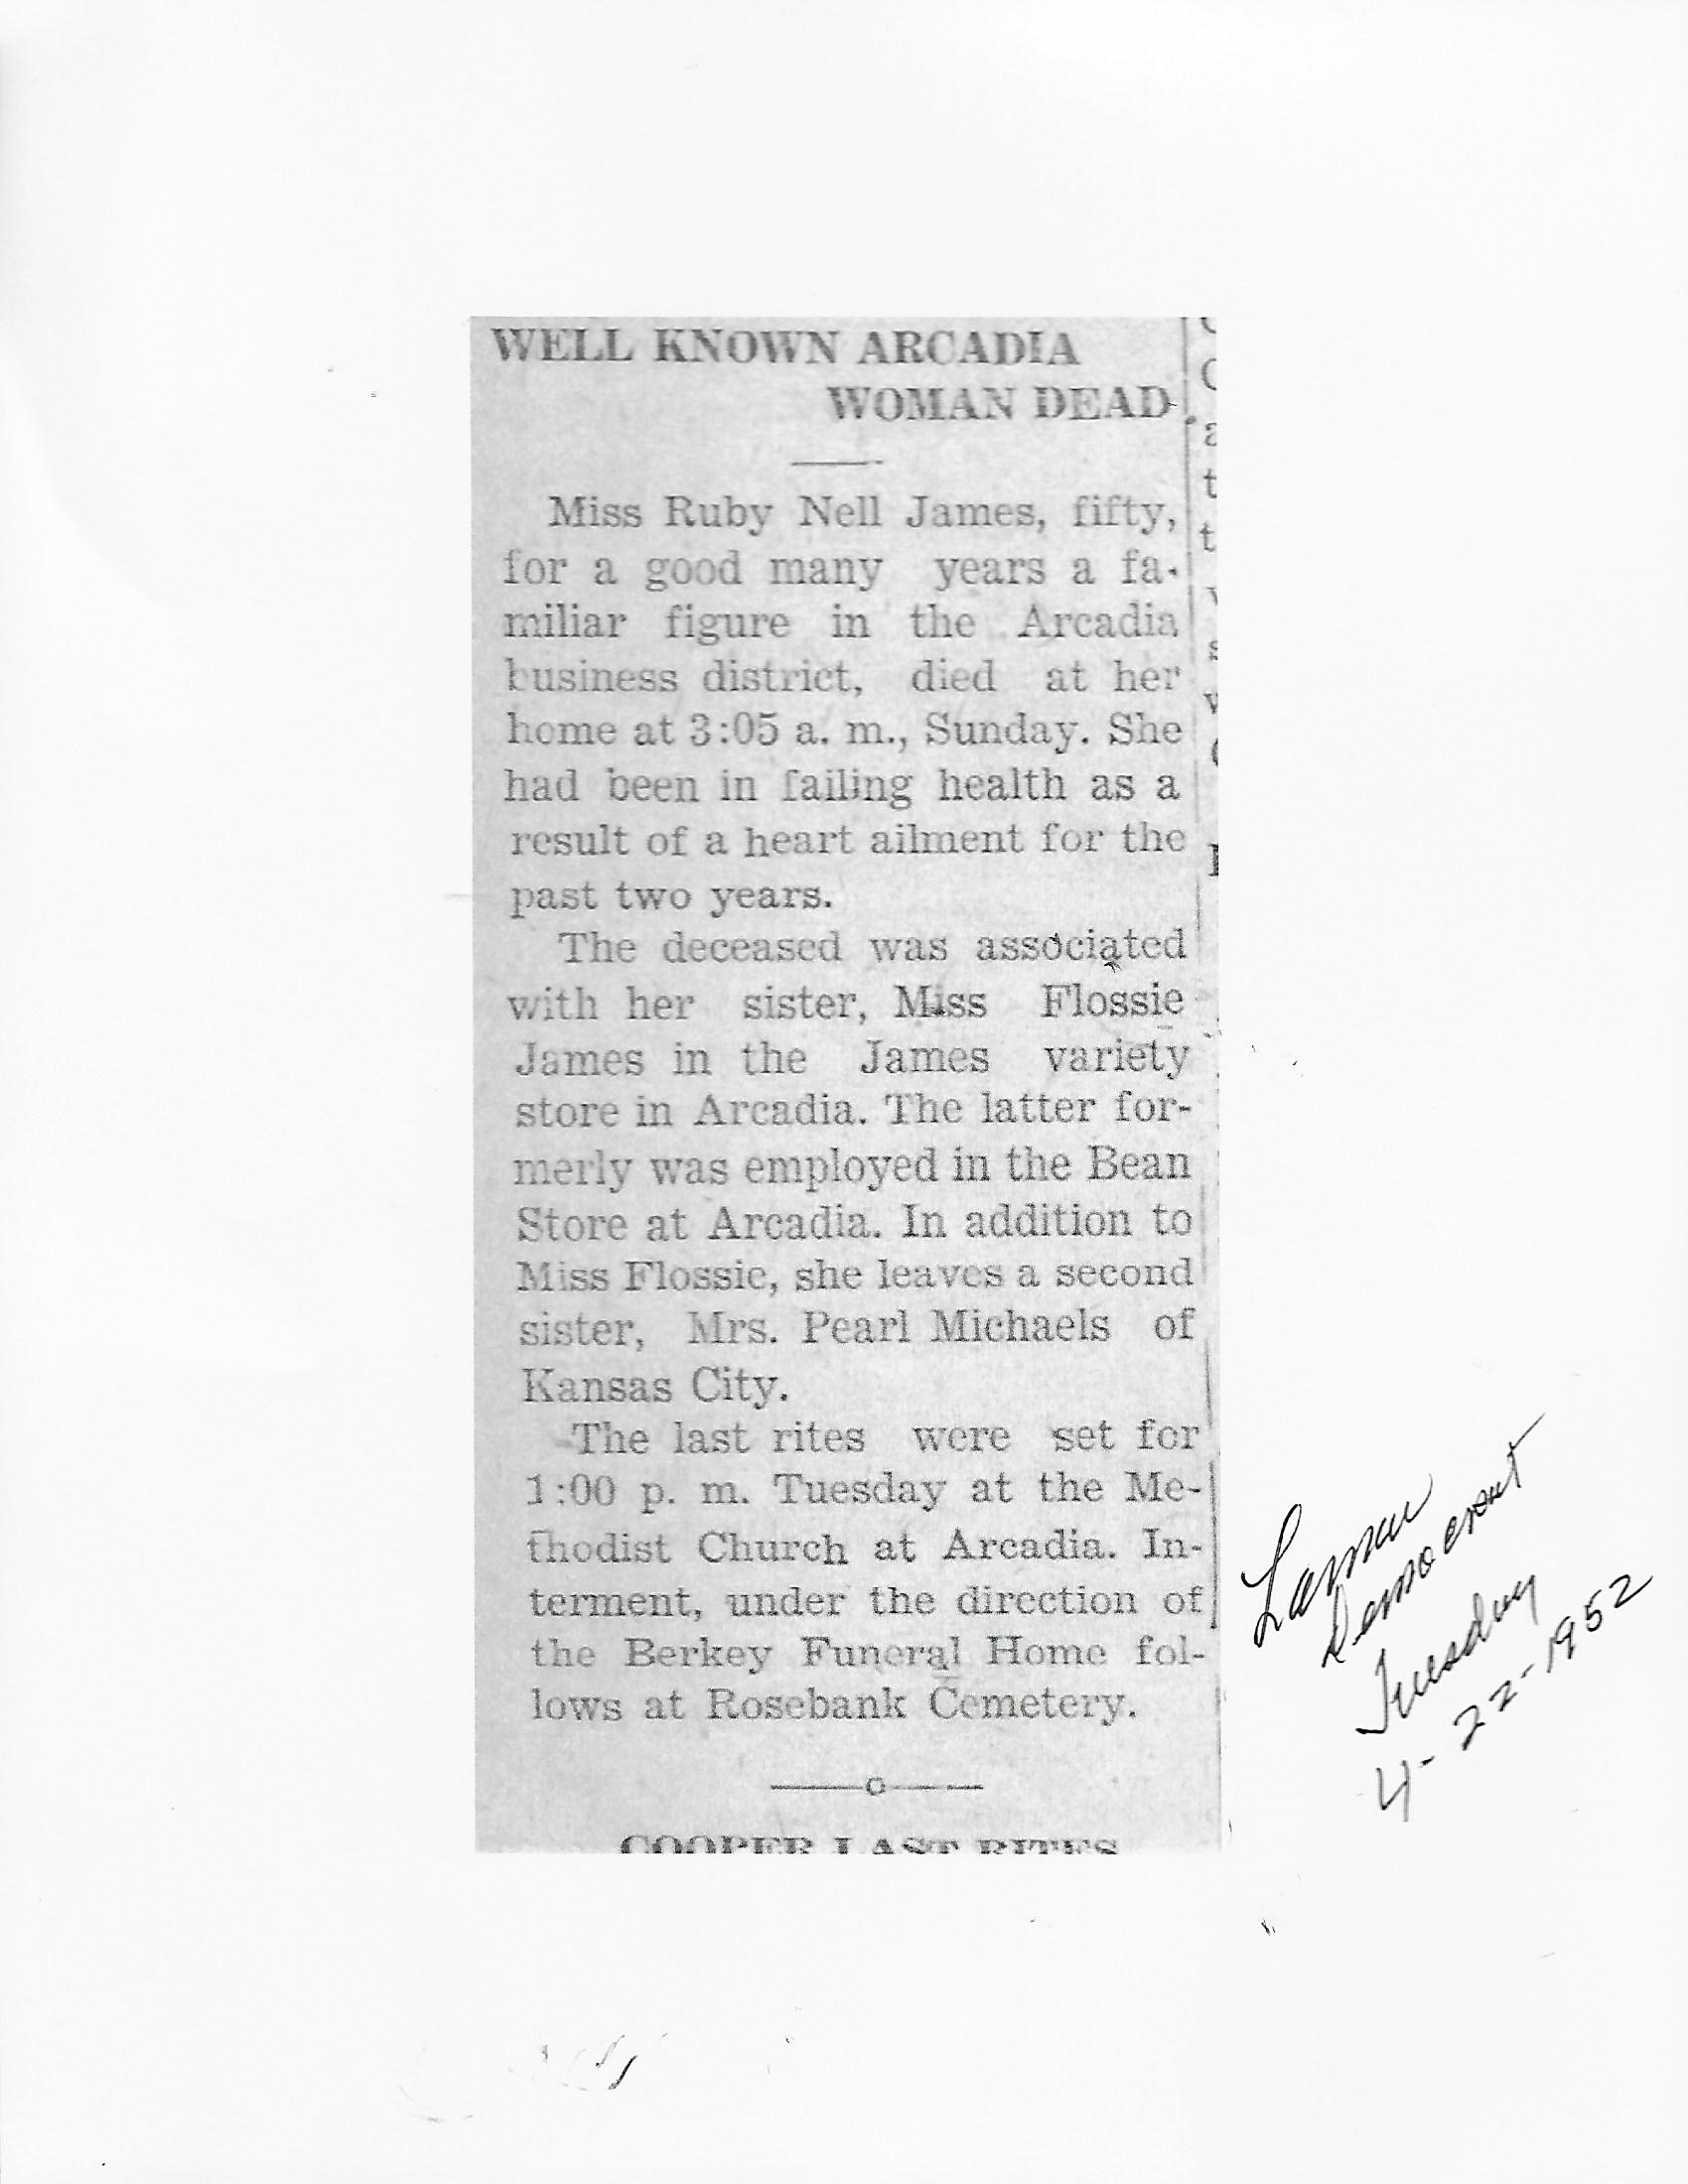 WELL KNOWN ARCADIA
WOMAN DEAD
Miss Ruby Nell James, fifty,
for a good many years a fa-
miliar figure in the Arcadia
business district, died at her
home at 3:05 a. m., Sunday. She
had been in failing health as a
result of a heart ailment for the
past two years.
The deceased was associated
with her sister, Miss Flossie
James in the James variety
store in Arcadia. The latter for-
merly was employed in the Bean
Store at Arcadia. In addition to
Miss Flossie, she leaves a second
sister, Mrs. Pearl Michaels of
Kansas City.
The last rites were set for
1:00 p. m. Tuesday at the Me-
thodist Church at Arcadia. In-
terment, under the direction of
the Berkey Funeral Home fol-
lows at Rosebank Cemetery.
COOPER LAST RITES
Lamar
Democrat
Tuesday
4-22-1952